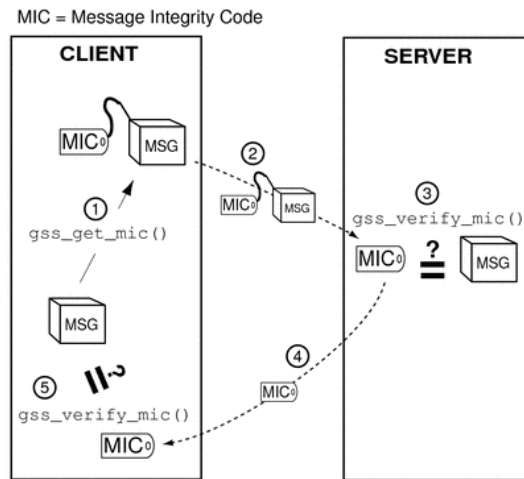 MIC = Message Integrity Code
CLIENT
SERVER
MIC
MSG
2
MIC
MSG
3
gss_verify_mic()
1
gss_get_mic()
MIC
?
=
MSG
MSG
4
MIC
5
=?
gss_verify_mic()
MIC